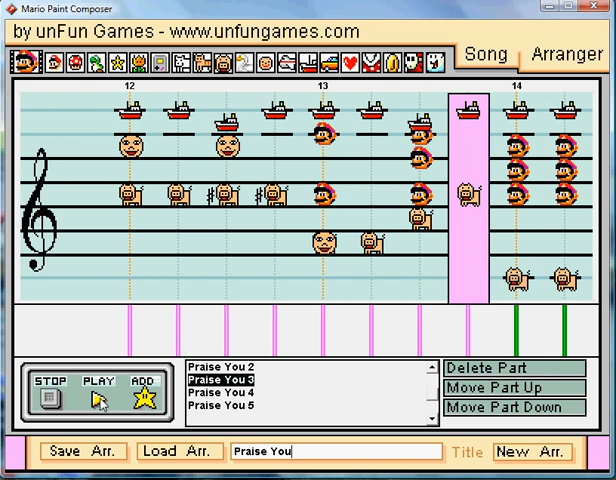 Mario Paint Composer
by unFun Games - www.unfungames.com
Song
Arranger
12
13
14
STOP
PLAY
ADD
Praise You 2
Praise You 3
Praise You 4
Praise You 5
Delete Part
Move Part Up
Move Part Down
Save Arr.
Load Arr.
Praise You
Title
New Arr.